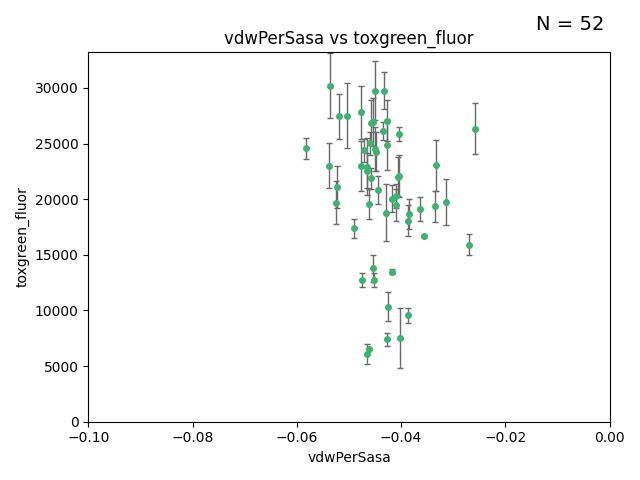 N = 52
vdwPerSasa vs toxgreen_fluor
toxgreen_fluor
30000
25000
20000
15000
10000
5000
0
−0.10 −0.08 −0.06 −0.04 −0.02 0.00
vdwPerSasa